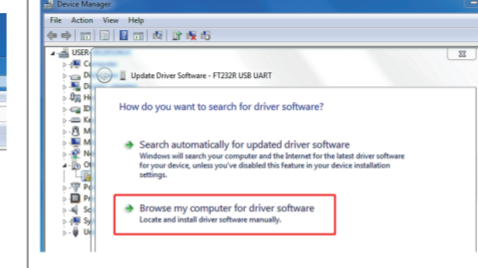 Device Manager
File Action View Help
USER-
Update Driver Software - FT232R USB UART
How do you want to search for driver software?
Search automatically for updated driver software
Windows will search your computer and the Internet for the latest driver software
for your device, unless you've disabled this feature in your device installation
settings.
Browse my computer for driver software
Locate and install driver software manually.